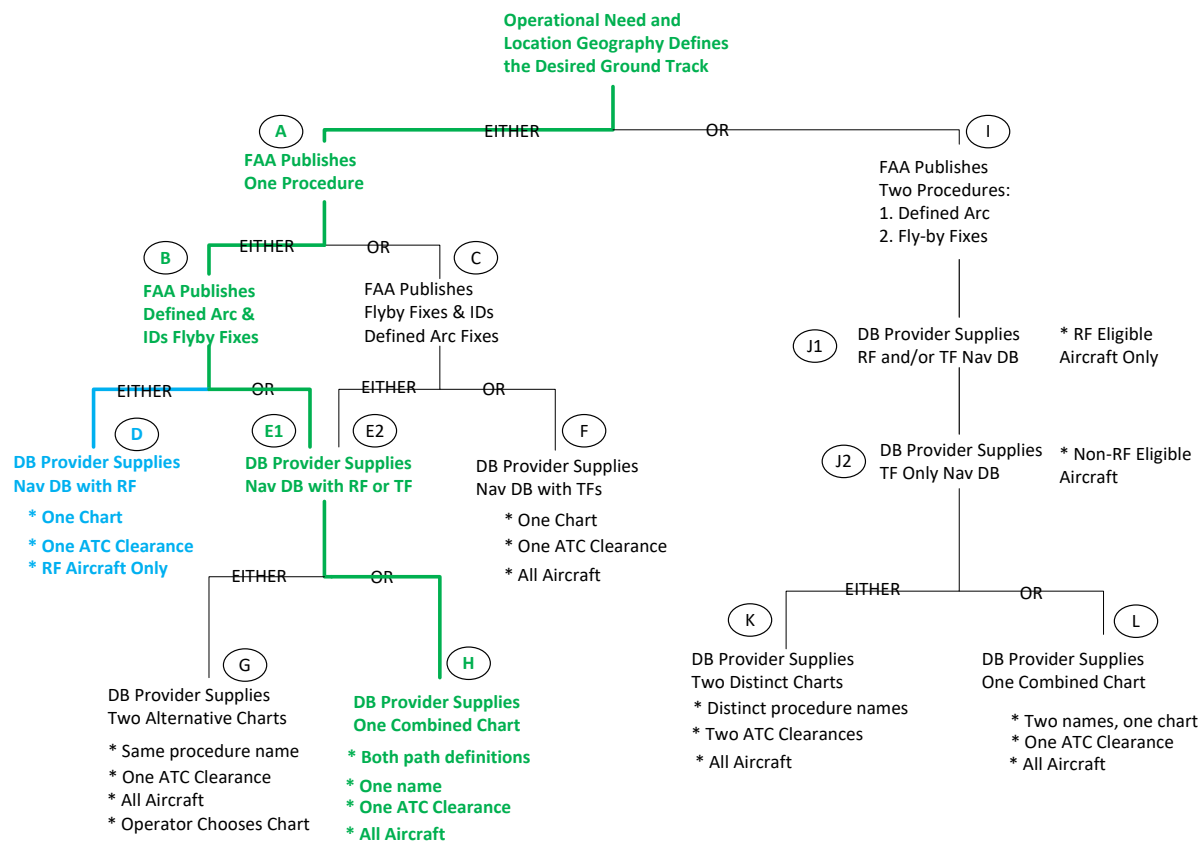 Operational Need and
Location Geography Defines
the Desired Ground Track
EITHER
OR
A
FAA Publishes
One Procedure
I
FAA Publishes
Two Procedures:
1. Defined Arc
2. Fly-by Fixes
EITHER
OR
B
FAA Publishes
Defined Arc &
IDs Flyby Fixes
C
FAA Publishes
Flyby Fixes & IDs
Defined Arc Fixes
J1
DB Provider Supplies
RF and/or TF Nav DB
* RF Eligible
Aircraft Only
EITHER
OR
EITHER
OR
D
DB Provider Supplies
Nav DB with RF
* One Chart
* One ATC Clearance
* RF Aircraft Only
E1
DB Provider Supplies
Nav DB with RF or TF
E2
F
DB Provider Supplies
Nav DB with TFs
* One Chart
* One ATC Clearance
* All Aircraft
J2
DB Provider Supplies
TF Only Nav DB
* Non-RF Eligible
Aircraft
EITHER
OR
EITHER
OR
G
DB Provider Supplies
Two Alternative Charts
* Same procedure name
* One ATC Clearance
* All Aircraft
* Operator Chooses Chart
H
DB Provider Supplies
One Combined Chart
* Both path definitions
* One name
* One ATC Clearance
* All Aircraft
K
DB Provider Supplies
Two Distinct Charts
* Distinct procedure names
* Two ATC Clearances
* All Aircraft
L
DB Provider Supplies
One Combined Chart
* Two names, one chart
* One ATC Clearance
* All Aircraft